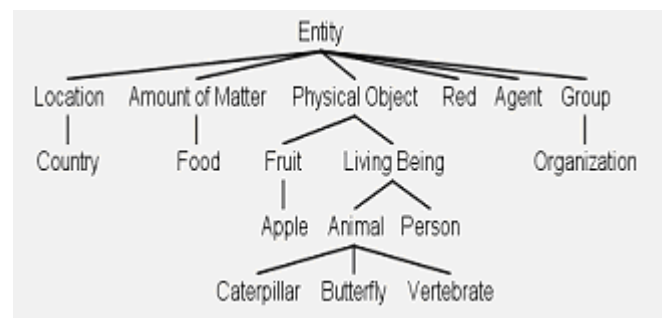 Entity
Location Amount of Matter Physical Object Red Agent Group
Country Food Fruit Living Being Organization
Apple Animal Person
Caterpillar Butterfly Vertebrate